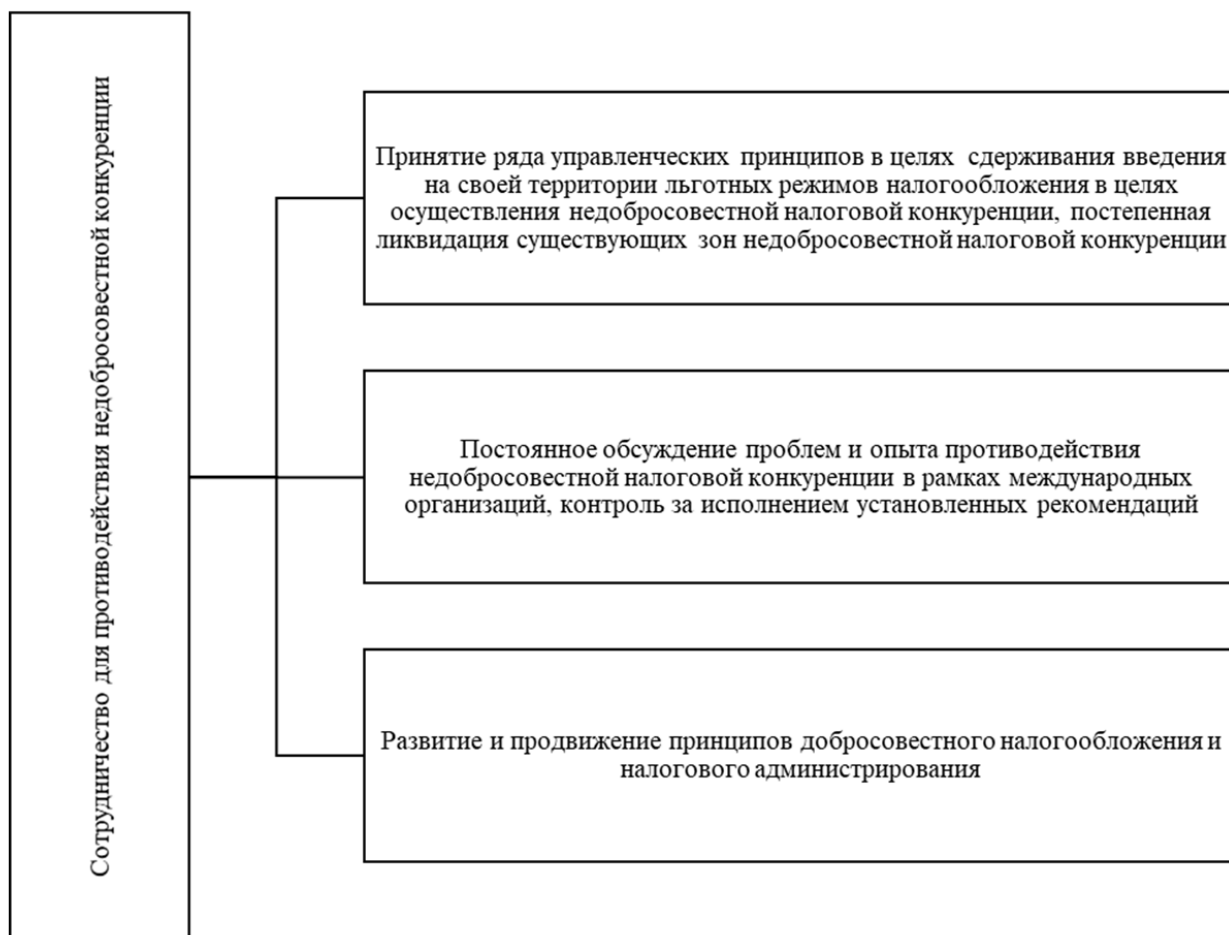 Сотрудничество для противодействия недобросовестной конкуренции
Принятие ряда управленческих принципов в целях сдерживания введения
на своей территории льготных режимов налогообложения в целях
осуществления недобросовестной налоговой конкуренции, постепенная
ликвидация существующих зон недобросовестной налоговой конкуренции
Постоянное обсуждение проблем и опыта противодействия
недобросовестной налоговой конкуренции в рамках международных
организаций, контроль за исполнением установленных рекомендаций
Развитие и продвижение принципов добросовестного налогообложения и
налогового администрирования